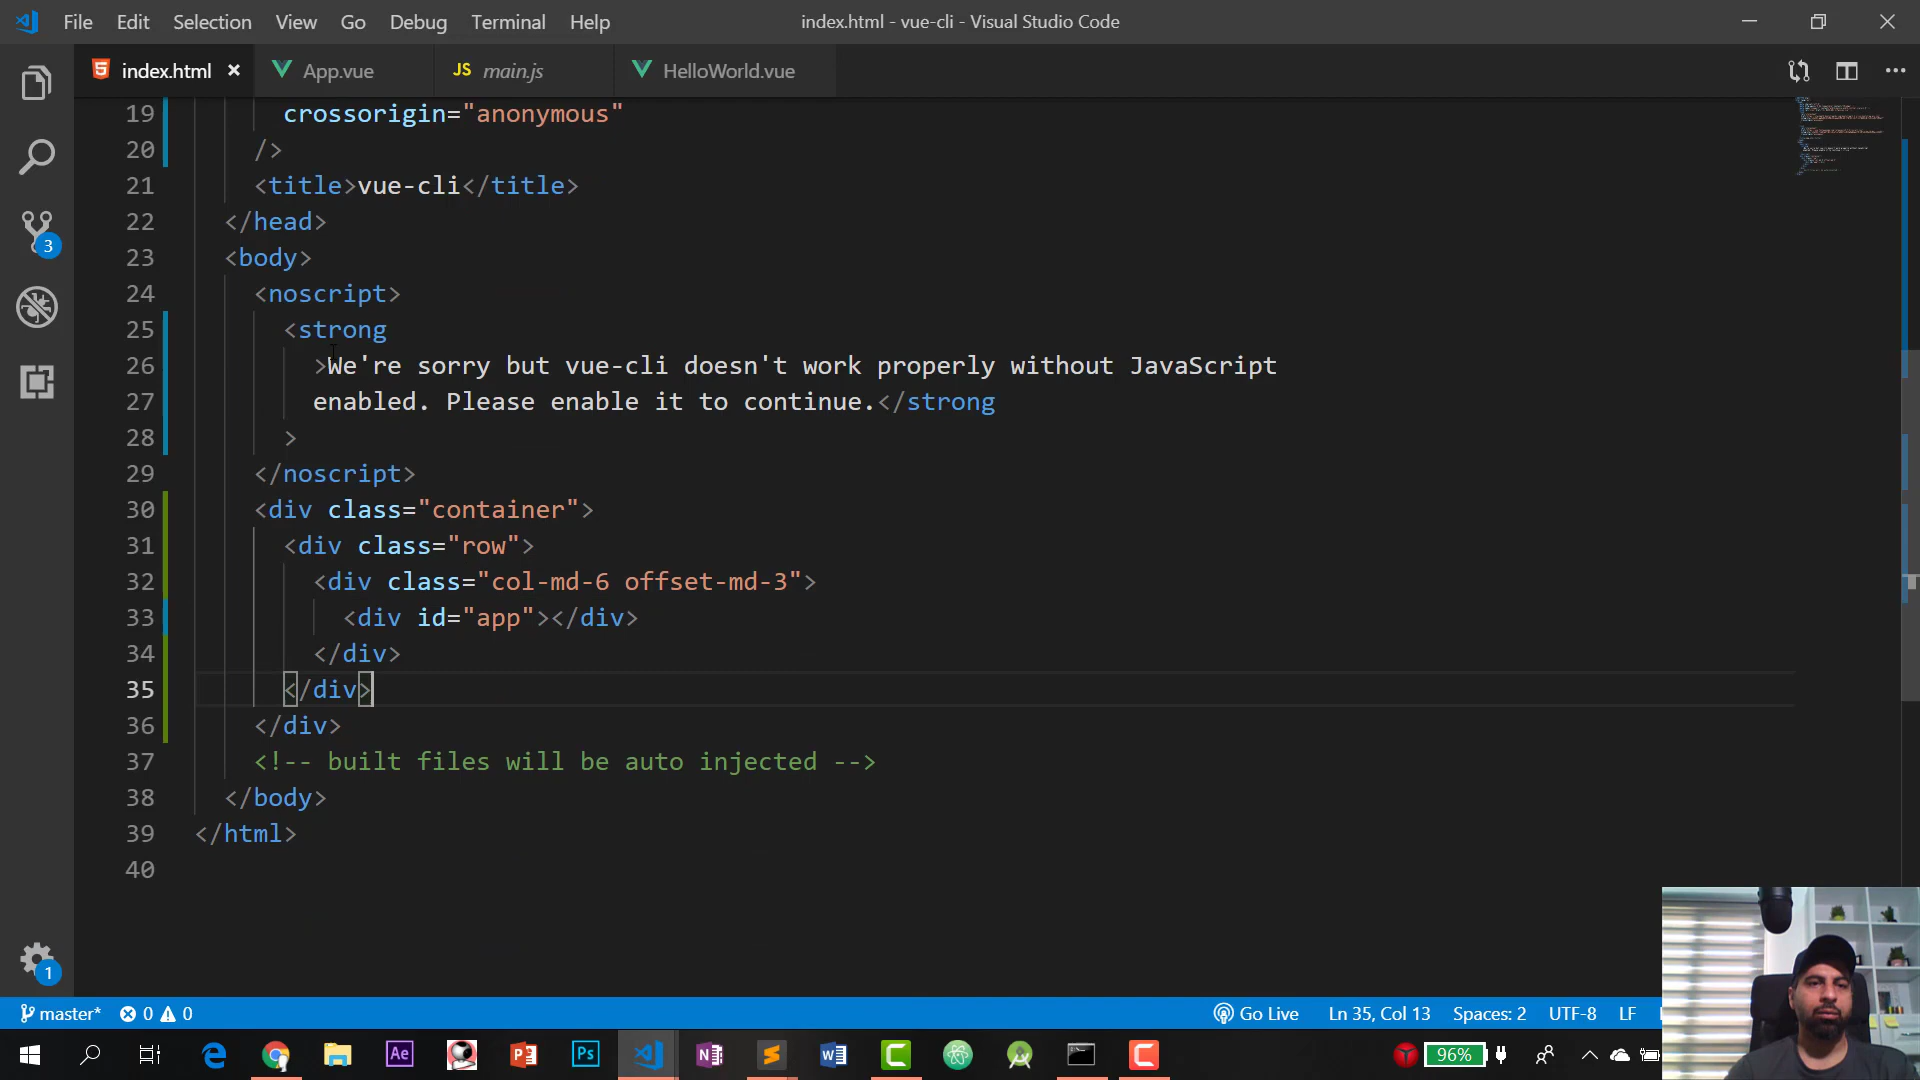 File Edit Selection View Go Debug Terminal Help
index.html - vue-cli - Visual Studio Code
index.html App.vue JS main.js HelloWorld.vue
19 crossorigin="anonymous"
20 />
21 <title>vue-cli</title>
22 </head>
23 <body>
24 <noscript>
25 <strong
26 >We're sorry but vue-cli doesn't work properly without JavaScript
27 enabled. Please enable it to continue.</strong
28 >
29 </noscript>
30 <div class="container">
31 <div class="row">
32 <div class="col-md-6 offset-md-3">
33 <div id="app"></div>
34 </div>
35 </div>
36 </div>
37 <!-- built files will be auto injected -->
38 </body>
39 </html>
40
3
1
master* 0 0 Go Live Ln 35, Col 13 Spaces: 2 UTF-8 LF
Ae Ps 96%